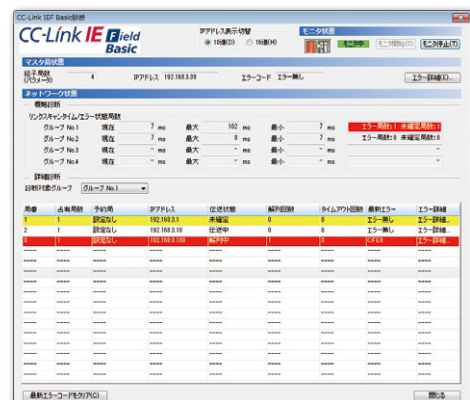 CC-Link IEF Basic診断
CC-Link IE Field Basic
IPアドレス表示切替
10進(D) 16進(H)
モニタ状態
モニタ中 モニタ開始(S) モニタ停止(T)
マスタ局状態
総子局数(パラメータ) 4 IPアドレス 192.168.3.39 エラーコード エラー無し エラー詳細(E)...
ネットワーク状態
概略診断
リンクスキャンタイム/エラー状態局数
グループ No.1 現在 7 ms 最大 102 ms 最小 7 ms エラー局数:1 未確定局数:1
グループ No.2 現在 7 ms 最大 8 ms 最小 7 ms エラー局数:0 未確定局数:0
グループ No.3 現在 - ms 最大 - ms 最小 - ms
グループ No.4 現在 - ms 最大 - ms 最小 - ms
詳細診断
診断対象グループ グループ No.1
局番 占有局数 予約局 IPアドレス 伝送状態 解列回数 タイムアウト回数 最新エラー エラー詳細
1 1 設定なし 192.168.3.1 未確定 0 0 エラー無し エラー詳細...
2 1 設定なし 192.168.3.10 伝送中 0 0 エラー無し エラー詳細...
3 1 設定なし 192.168.3.100 解列中 1 3 エラー詳細...
最新エラーコードをクリア(C) 閉じる